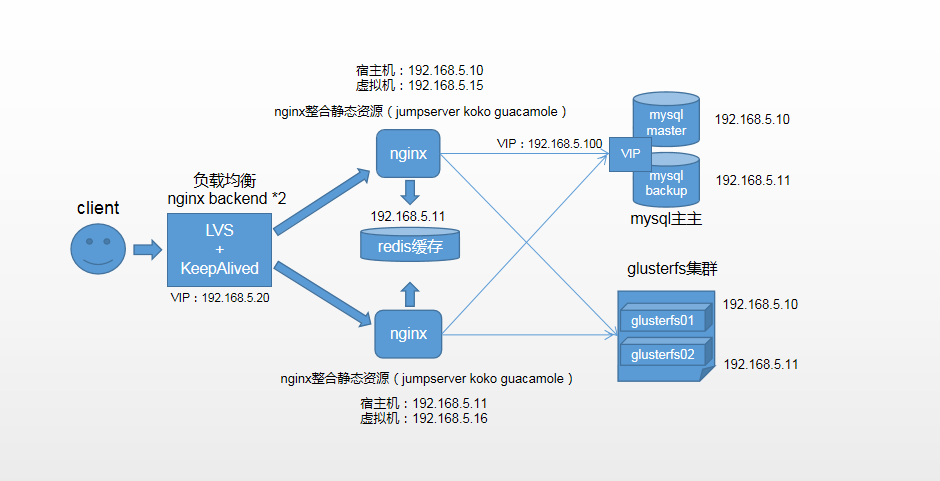 宿主机：192.168.5.10
虚拟机：192.168.5.15
nginx整合静态资源（jumpserver koko guacamole）
nginx
VIP：192.168.5.100
VIP
mysql
master
192.168.5.10
mysql
backup
192.168.5.11
mysql主主
负载均衡
nginx backend *2
client
LVS
+
KeepAlived
VIP：192.168.5.20
192.168.5.11
redis缓存
glusterfs集群
glusterfs01
192.168.5.10
glusterfs02
192.168.5.11
nginx
nginx整合静态资源（jumpserver koko guacamole）
宿主机：192.168.5.11
虚拟机：192.168.5.16